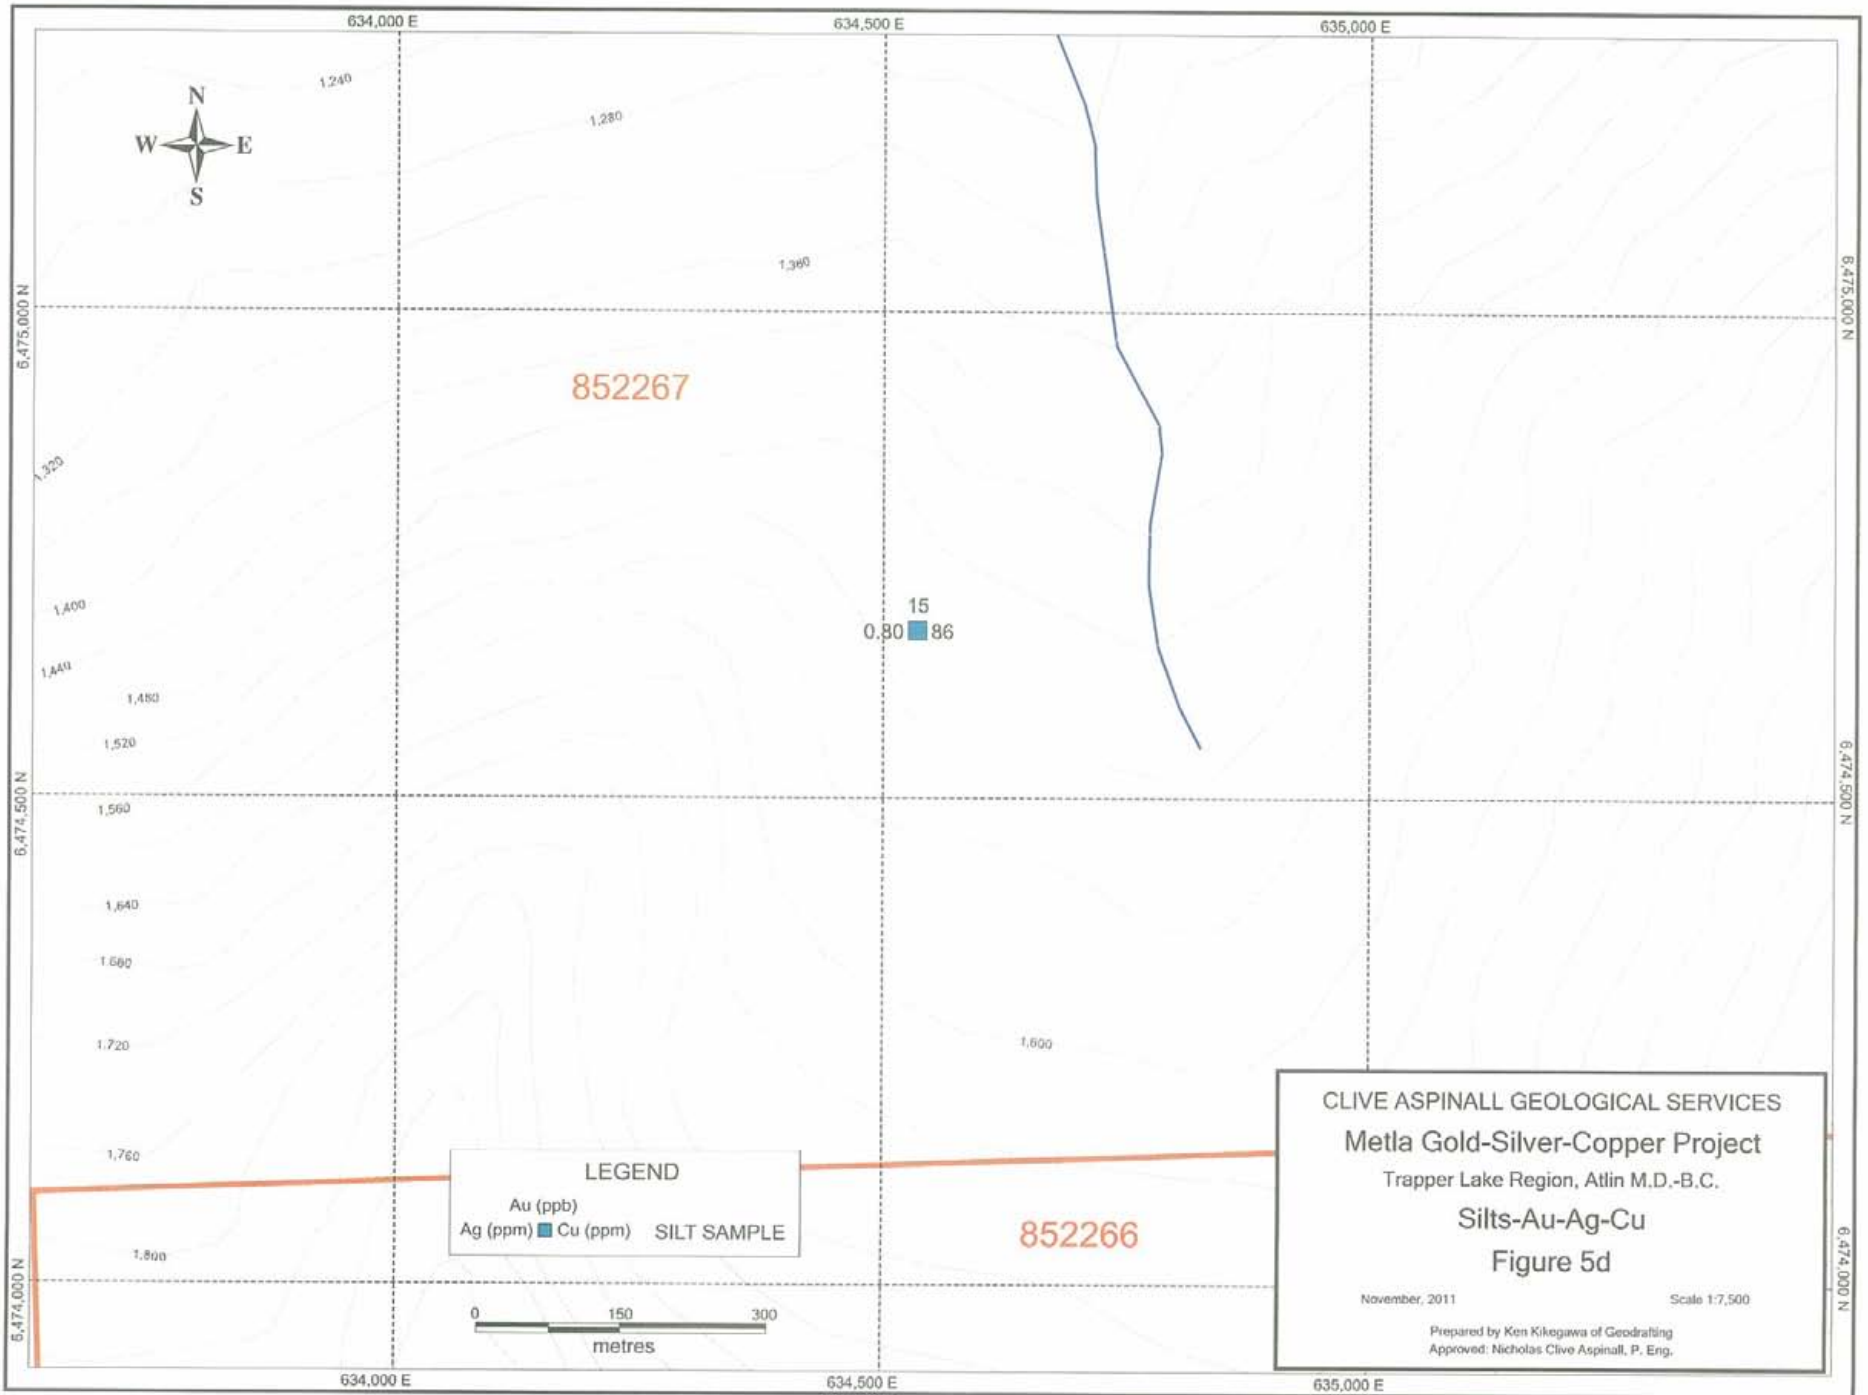 634,000 E
634,500 E
635,000 E
N
W
E
S
1,240
1,280
1,360
6,475,000 N
6,475,000 N
852267
1,320
1,400
15
0.80
86
1,440
1,480
1,520
6,474,500 N
6,474,500 N
1,560
1,640
1,680
1,720
1,600
1,760
1,800
LEGEND
Au (ppb)
Ag (ppm) Cu (ppm) SILT SAMPLE
852266
6,474,000 N
6,474,000 N
0 150 300
metres
CLIVE ASPINALL GEOLOGICAL SERVICES
Metla Gold-Silver-Copper Project
Trapper Lake Region, Atlin M.D.-B.C.
Silts-Au-Ag-Cu
Figure 5d
November, 2011 Scale 1:7,500
Prepared by Ken Kikegawa of Geodrafting
Approved: Nicholas Clive Aspinall, P. Eng.
634,000 E
634,500 E
635,000 E